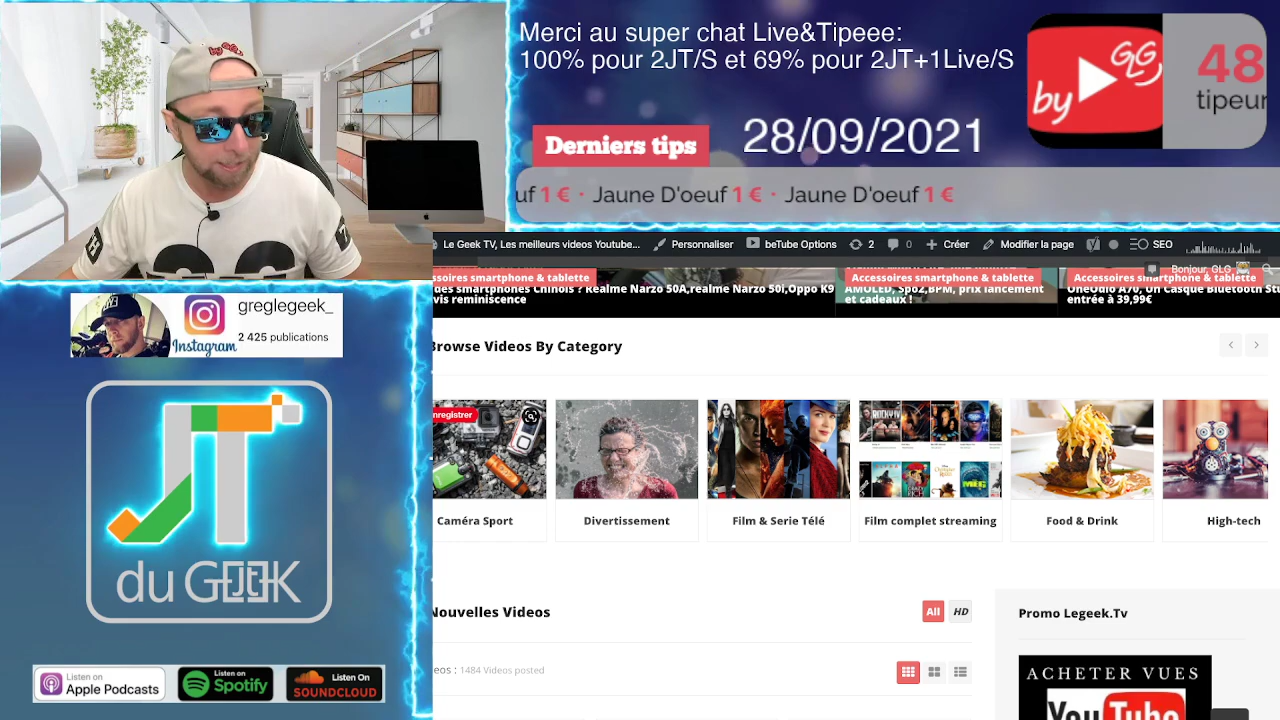 Merci au super chat Live&Tipeee:
100% pour 2JT/S et 69% pour 2JT+1Live/S
by GLG
48
tipeur
Derniers tips
28/09/2021
uf 1 € · Jaune D'oeuf 1 € · Jaune D'oeuf 1 €
by GLG
Le Geek TV, Les meilleurs videos Youtube...
Personnaliser
beTube Options
2
0
Créer
Modifier la page
SEO
Bonjour, GLG
ssoires smartphone & tablette
des smartphones Chinois ? Realme Narzo 50A,realme Narzo 50i,Oppo K9
vis reminiscence
Accessoires smartphone & tablette
AMOLED, Spo2,BPM, prix lancement
et cadeaux !
Accessoires smartphone & tablette
OneOdio A70, Un Casque Bluetooth Stu
entrée à 39,99€
greglegeek_
2 425 publications
Instagram
Browse Videos By Category
nregistrer
Caméra Sport
Divertissement
Film & Serie Télé
Film complet streaming
Food & Drink
High-tech
JT
du GEEK
Nouvelles Videos
All
HD
eos : 1484 Videos posted
Promo Legeek.Tv
ACHETER VUES
YouTube
Listen on
Apple Podcasts
Listen on
Spotify
Listen On
SOUNDCLOUD